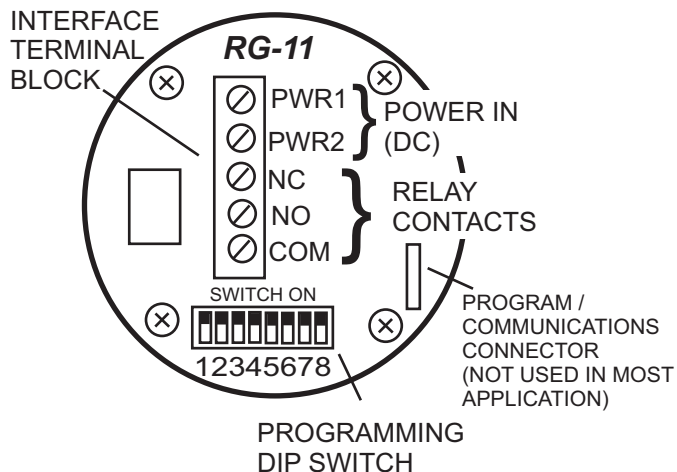 INTERFACE
TERMINAL
BLOCK
RG-11
PWR1
PWR2
POWER IN
(DC)
NC
NO
COM
RELAY
CONTACTS
SWITCH ON
12345678
PROGRAM /
COMMUNICATIONS
CONNECTOR
(NOT USED IN MOST
APPLICATION)
PROGRAMMING
DIP SWITCH